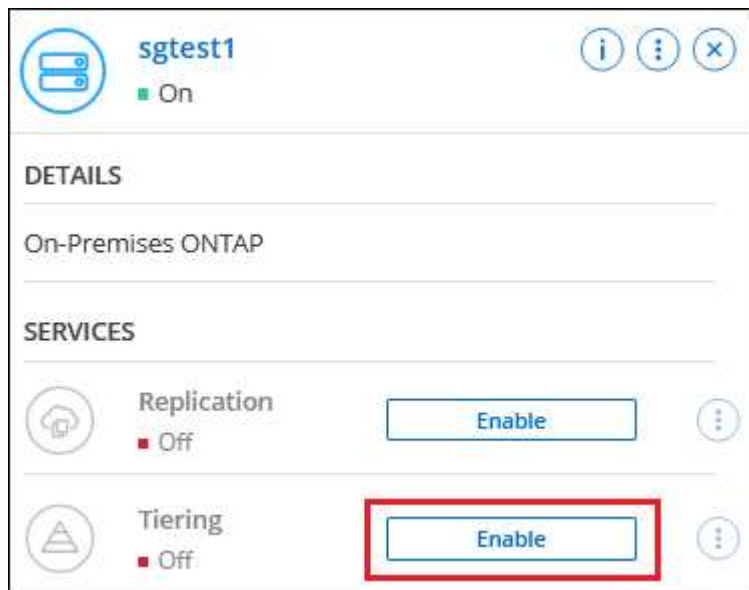 sgtest1
On
DETAILS
On-Premises ONTAP
SERVICES
Replication
Enable
Off
Tiering
Enable
Off